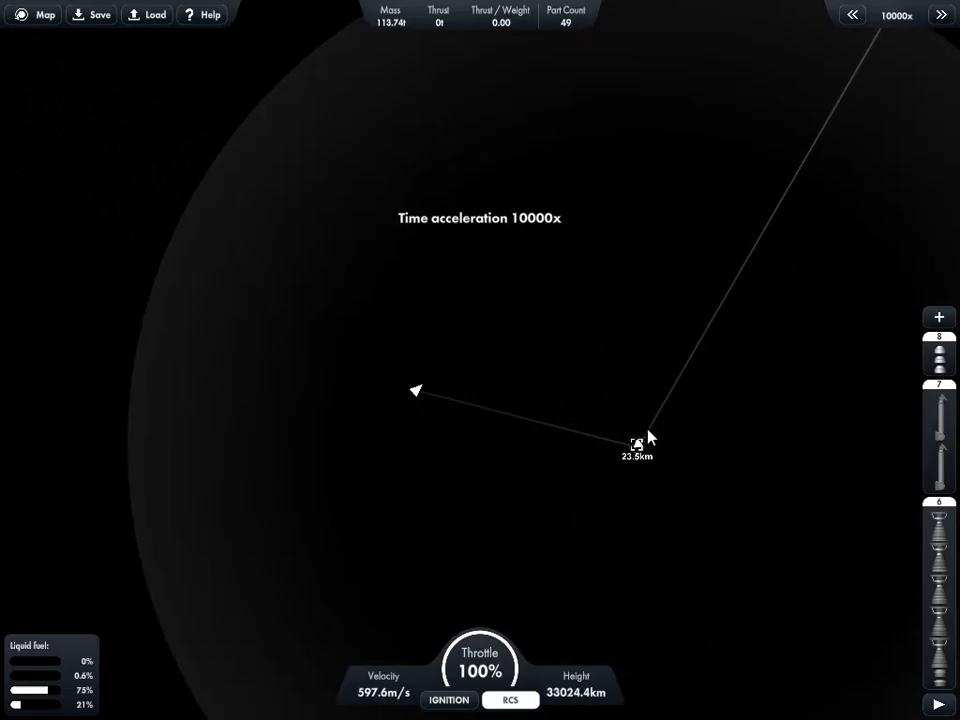 Map
Save
Load
? Help
Mass
113.74t
Thrust
0t
Thrust / Weight
0.00
Part Count
49
10000x
Time acceleration 10000x
23.5km
8
7
6
Liquid fuel:
0%
0.6%
75%
21%
Throttle
100%
Velocity
597.6m/s
Height
33024.4km
IGNITION
RCS